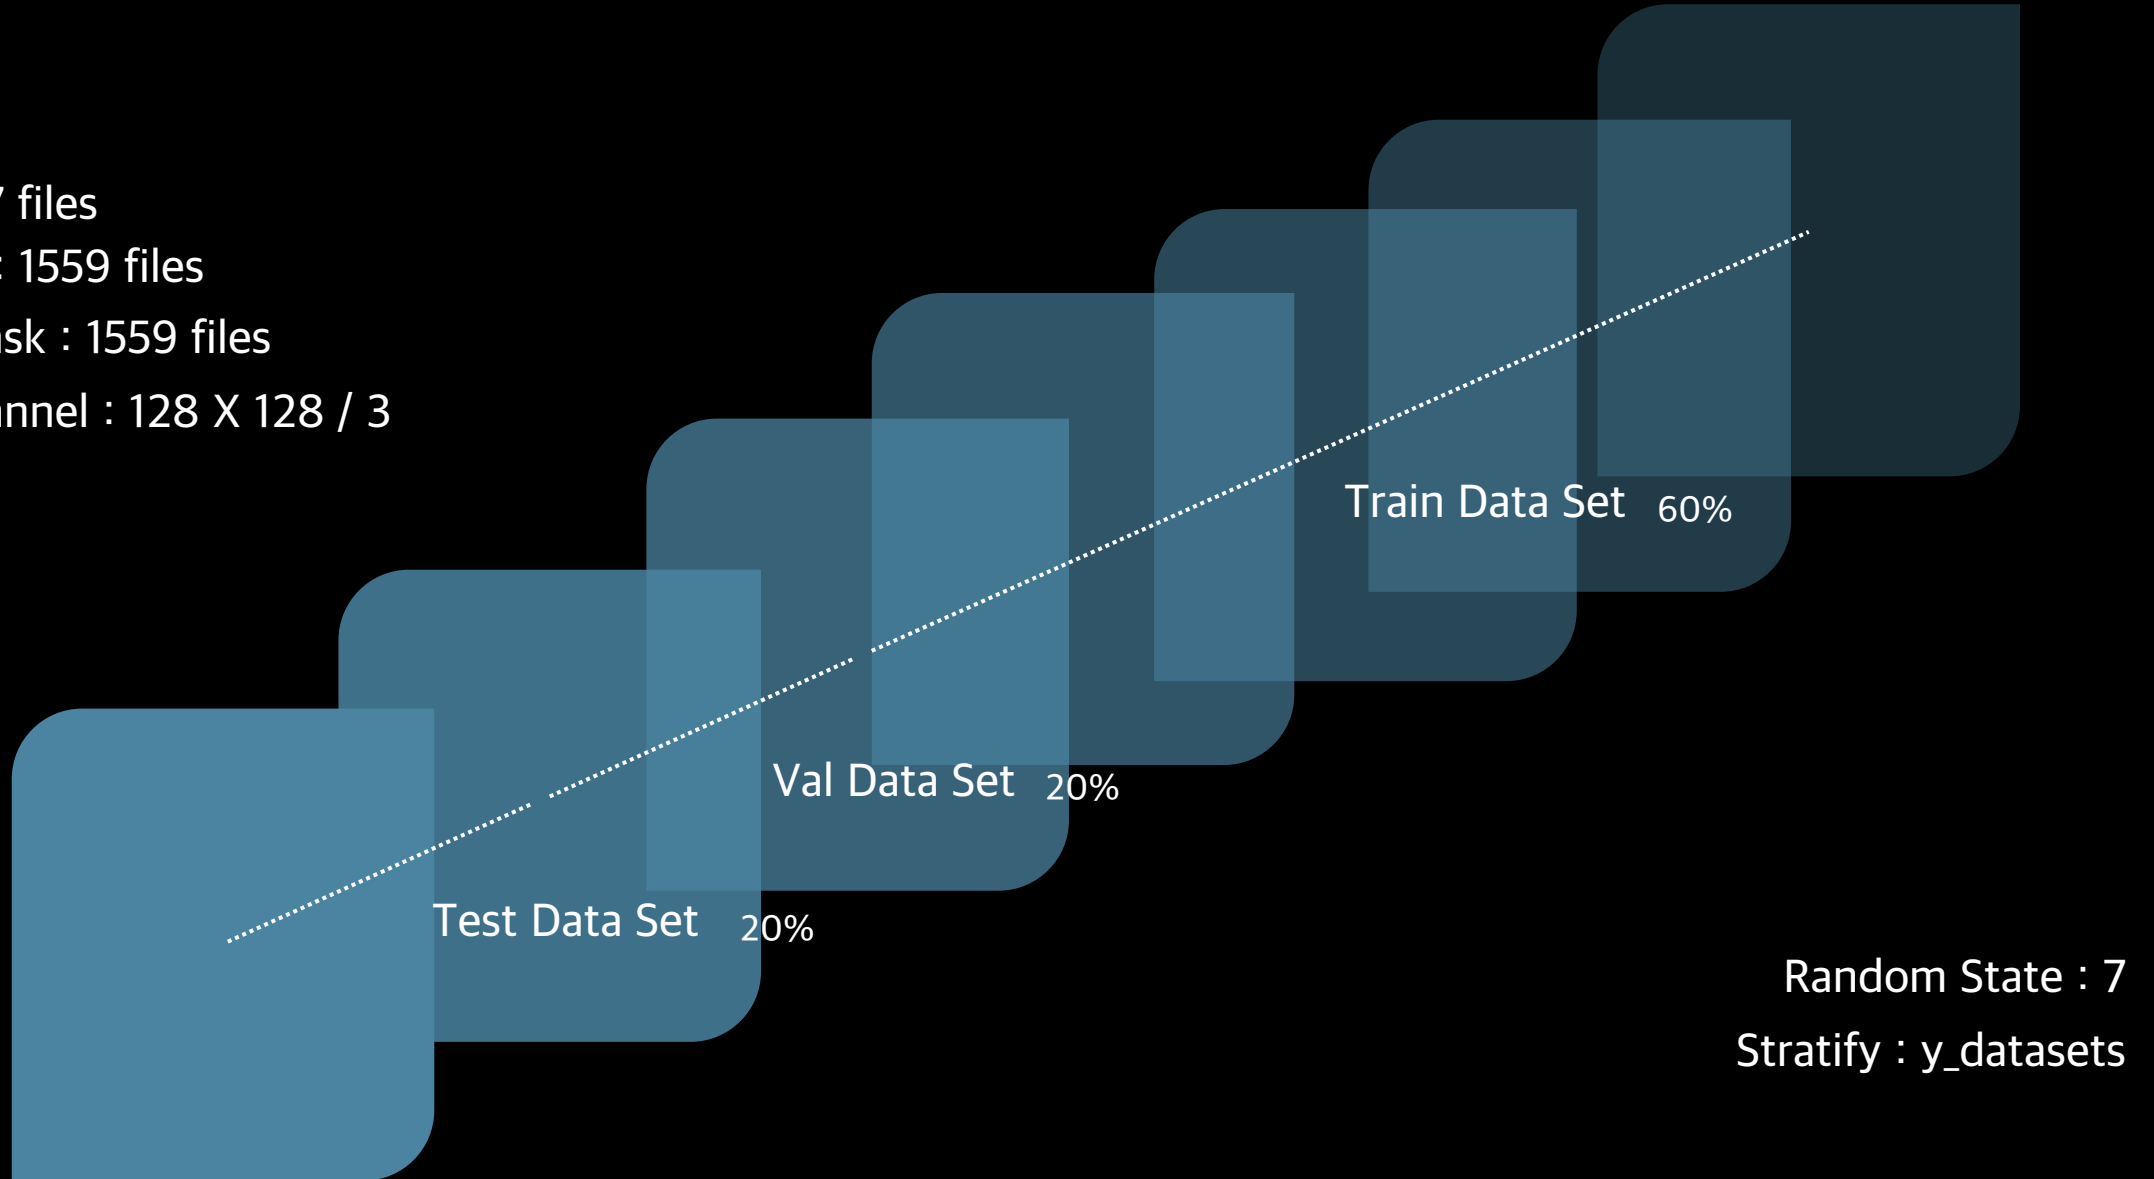 files
: 1559 files
: 1559 files
: 128 X 128 / 3
Train Data Set 60%
Val Data Set 20%
Test Data Set 20%
Random State : 7
Stratify : y_datasets